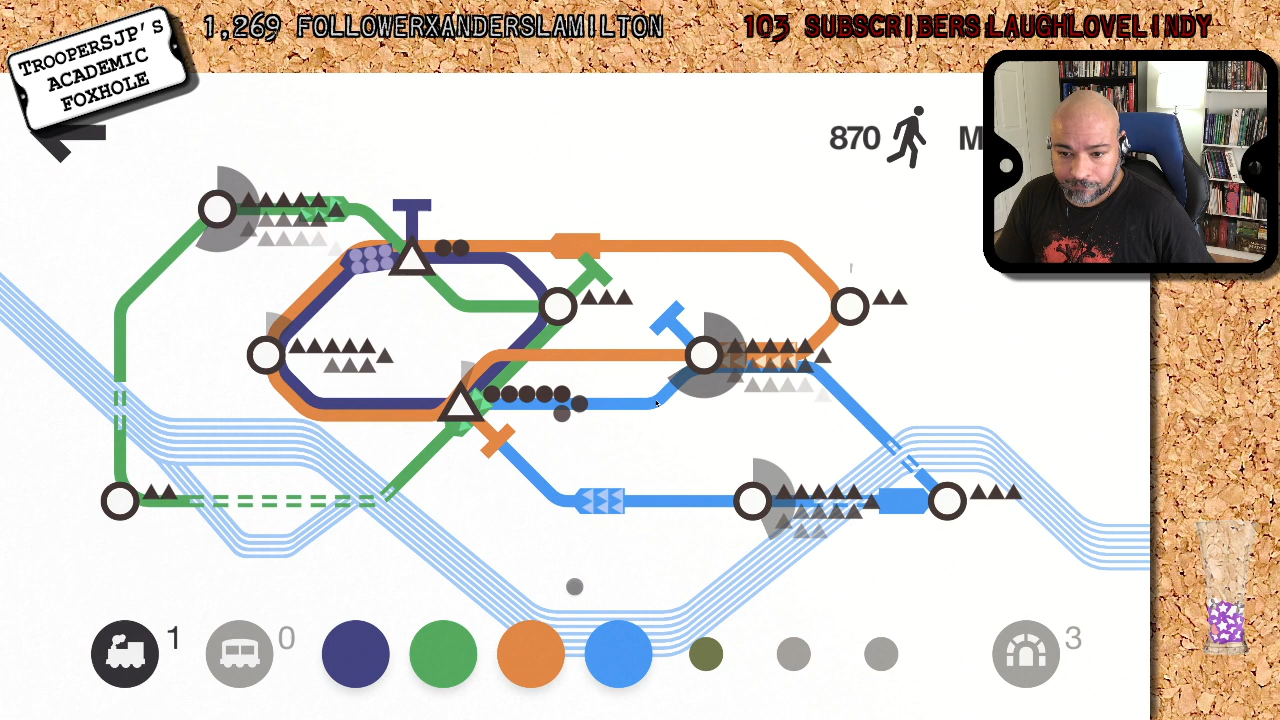 1,269 FOLLOWERXANDERSLAMILTON
103 SUBSCRIBERS:LAUGHLOVELINDY
TROOPERSJP'S
ACADEMIC
FOXHOLE
870
M
1
0
3